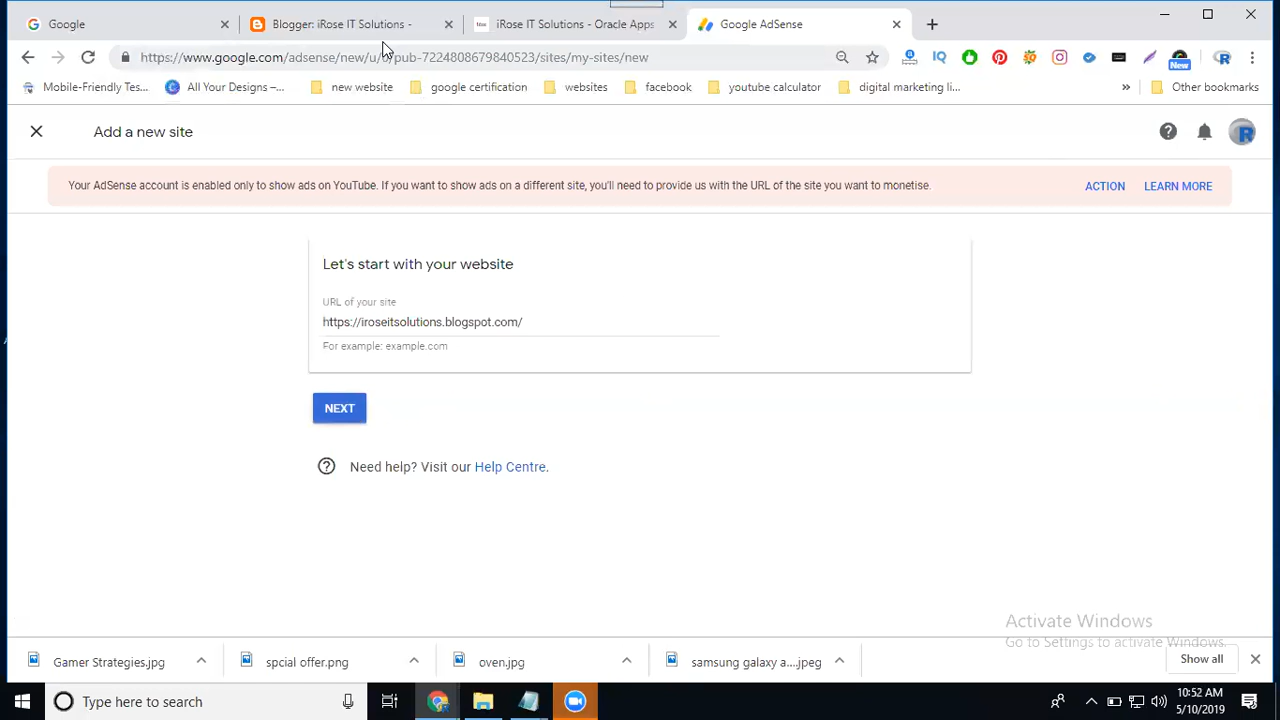 Google
Blogger: iRose IT Solutions -
iRose IT Solutions - Oracle Apps
Google AdSense
https://www.google.com/adsense/new/u/ pub-7224808679840523/sites/my-sites/new
New
Mobile-Friendly Tes...
All Your Designs –...
new website
google certification
websites
facebook
youtube calculator
digital marketing li...
»
Other bookmarks
Add a new site
Your AdSense account is enabled only to show ads on YouTube. If you want to show ads on a different site, you'll need to provide us with the URL of the site you want to monetise.
ACTION
LEARN MORE
Let's start with your website
URL of your site
https://iroseitsolutions.blogspot.com/
For example: example.com
NEXT
Need help? Visit our Help Centre.
Activate Windows
Go to Settings to activate Windows.
Gamer Strategies.jpg
spcial offer.png
oven.jpg
samsung galaxy a....jpeg
Show all
Type here to search
10:52 AM
5/10/2019